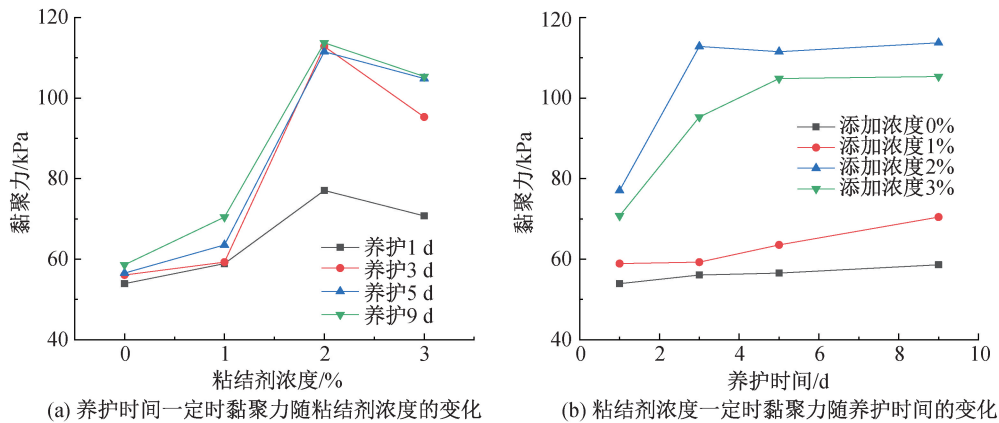 120
100
80
60
40
黏聚力/kPa
养护1 d
养护3 d
养护5 d
养护9 d
0 1 2 3
粘结剂浓度/%
(a) 养护时间一定时黏聚力随粘结剂浓度的变化
120
100
80
60
40
黏聚力/kPa
添加浓度0%
添加浓度1%
添加浓度2%
添加浓度3%
0 2 4 6 8 10
养护时间/d
(b) 粘结剂浓度一定时黏聚力随养护时间的变化